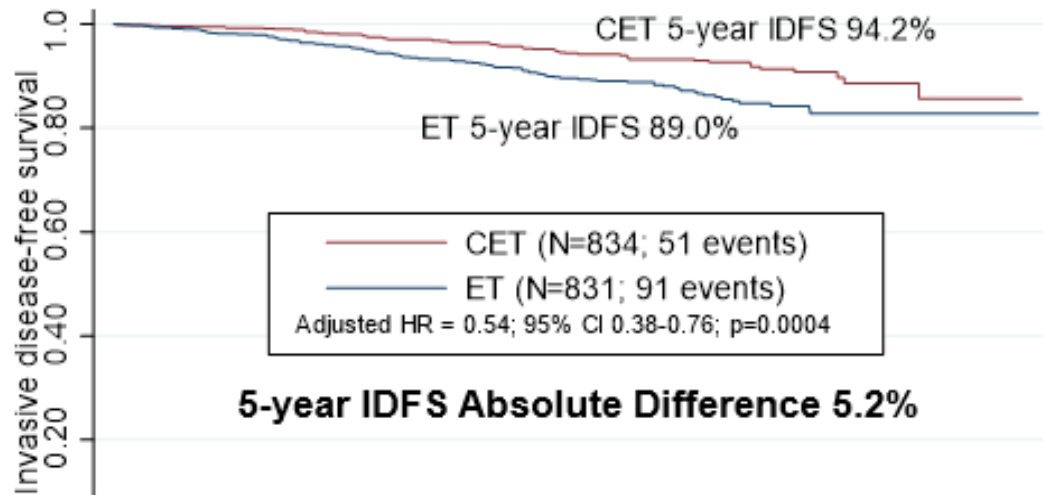 CET 5-year IDFS 94.2%
ET 5-year IDFS 89.0%
CET (N=834; 51 events)
ET (N=831; 91 events)
Adjusted HR = 0.54; 95% CI 0.38-0.76; p=0.0004
5-year IDFS Absolute Difference 5.2%
Invasive disease-free survival
1.0
0.80
0.60
0.40
0.20